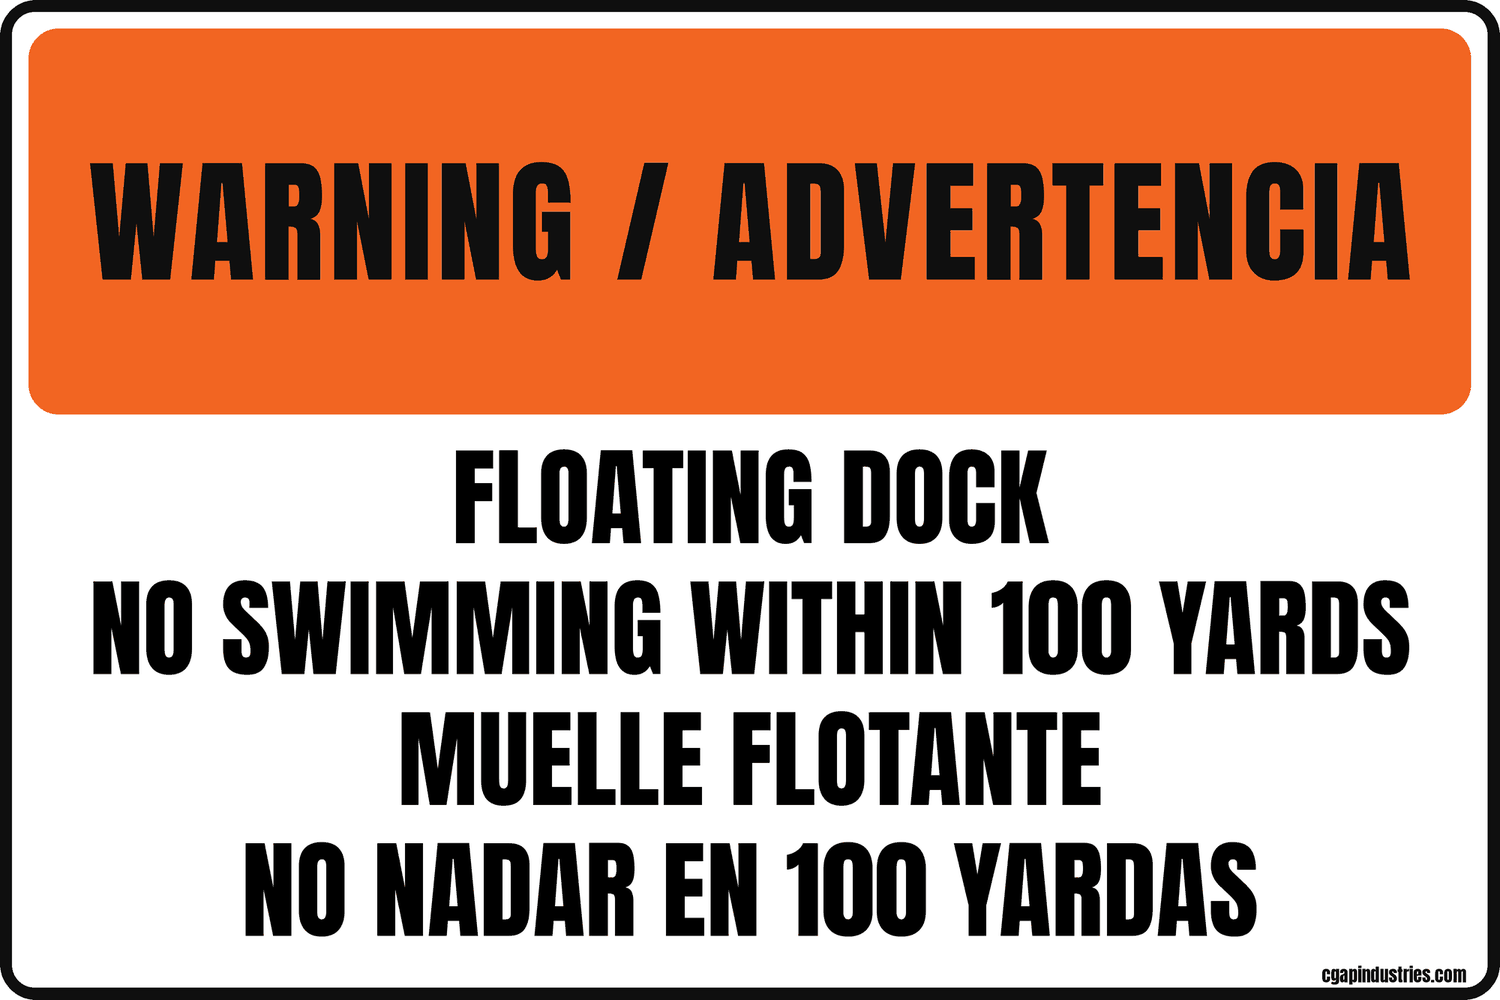 WARNING / ADVERTENCIA
FLOATING DOCK
NO SWIMMING WITHIN 100 YARDS
MUELLE FLOTANTE
NO NADAR EN 100 YARDAS
cgapindustries.com